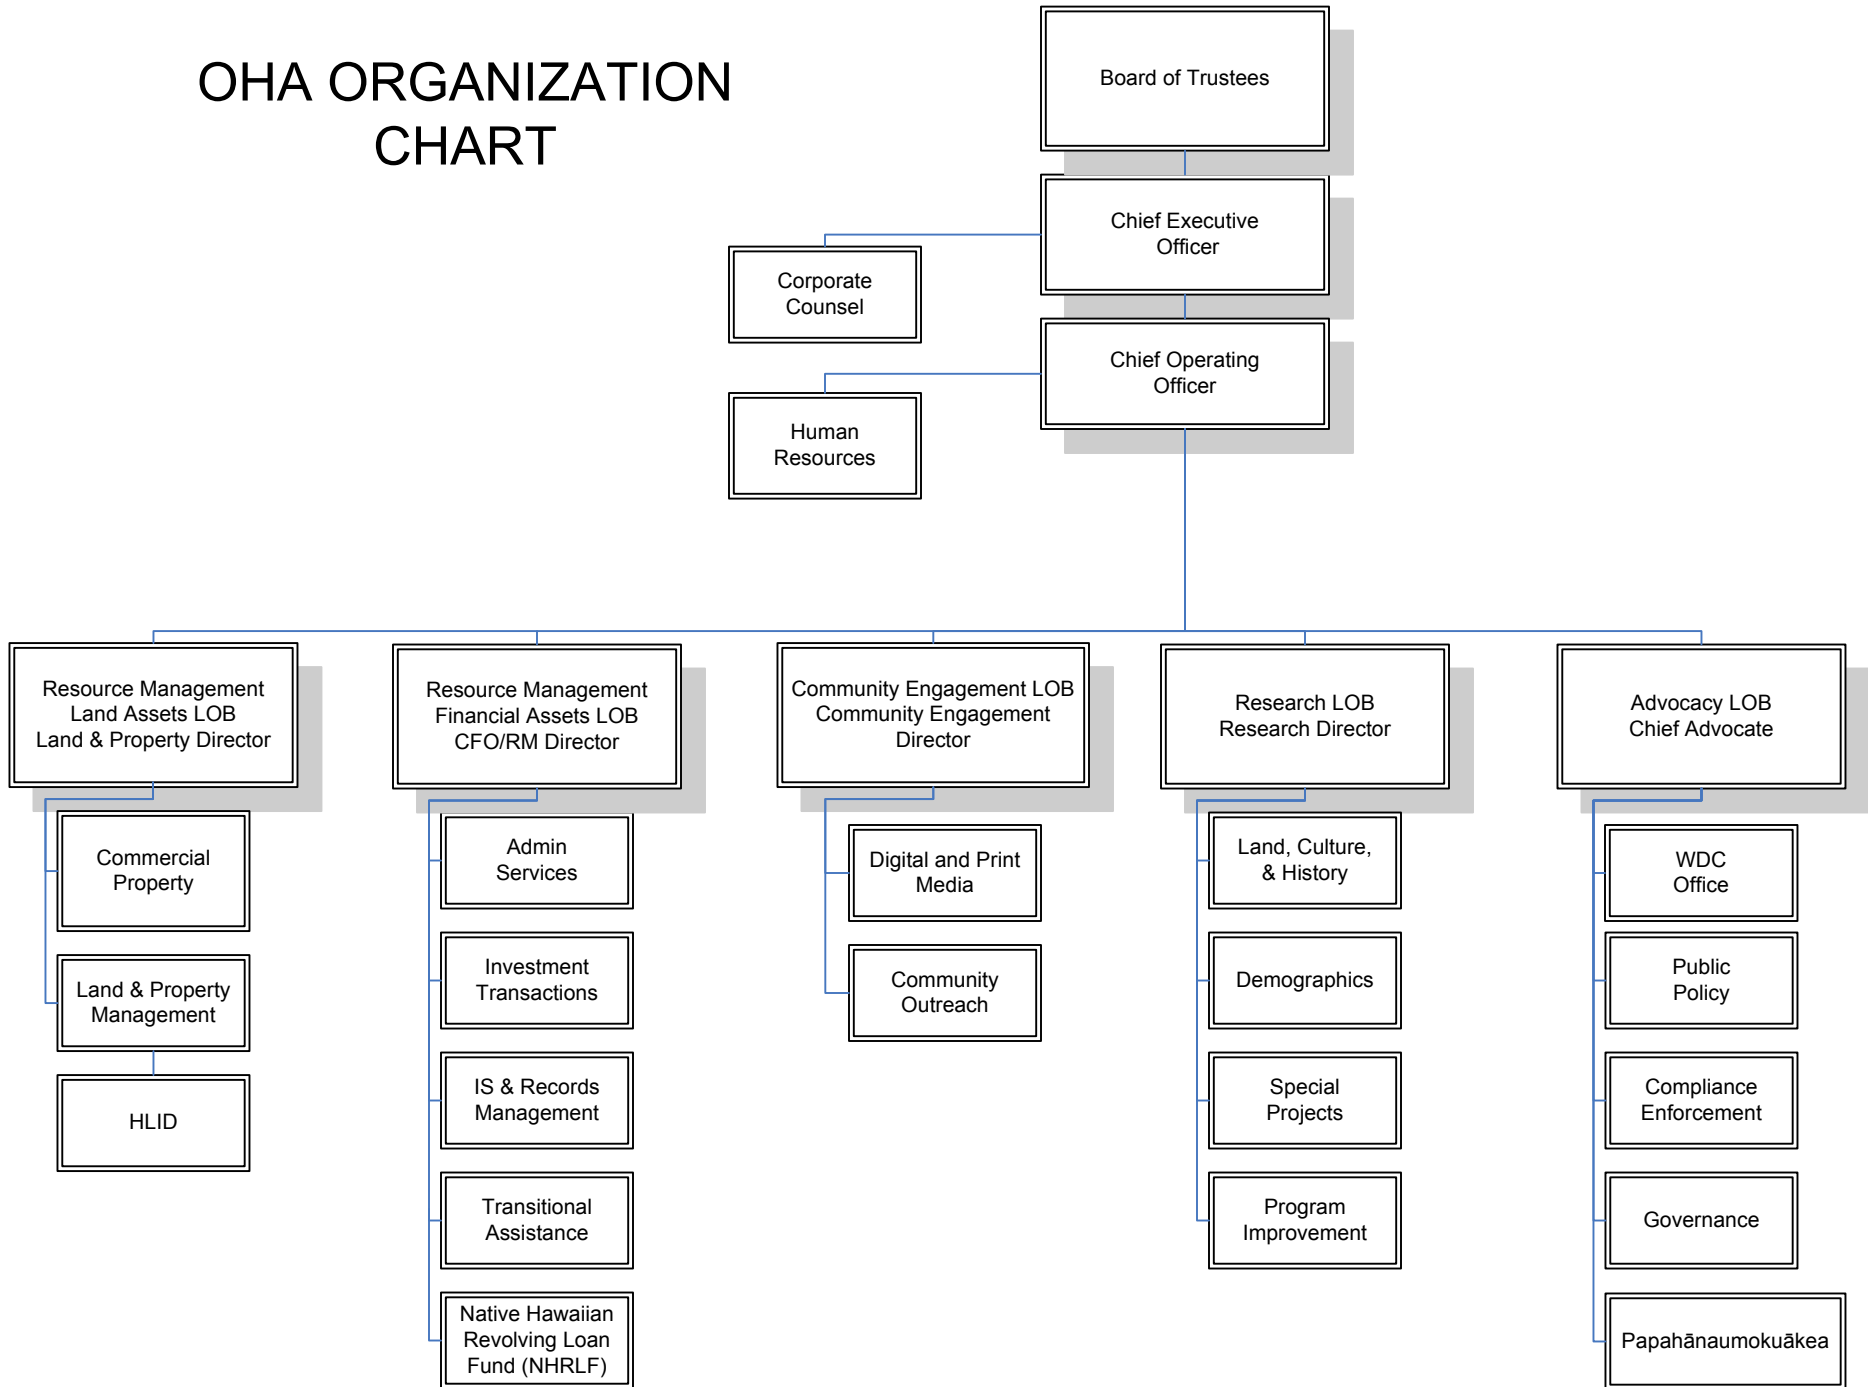 OHA ORGANIZATION
CHART
Board of Trustees
Chief Executive
Officer
Corporate
Counsel
Chief Operating
Officer
Human
Resources
Resource Management
Land Assets LOB
Land & Property Director
Commercial
Property
Land & Property
Management
HLID
Resource Management
Financial Assets LOB
CFO/RM Director
Admin
Services
Investment
Transactions
IS & Records
Management
Transitional
Assistance
Native Hawaiian
Revolving Loan
Fund (NHRLF)
Community Engagement LOB
Community Engagement
Director
Digital and Print
Media
Community
Outreach
Research LOB
Research Director
Land, Culture,
& History
Demographics
Special
Projects
Program
Improvement
Advocacy LOB
Chief Advocate
WDC
Office
Public
Policy
Compliance
Enforcement
Governance
Papahānaumokuākea